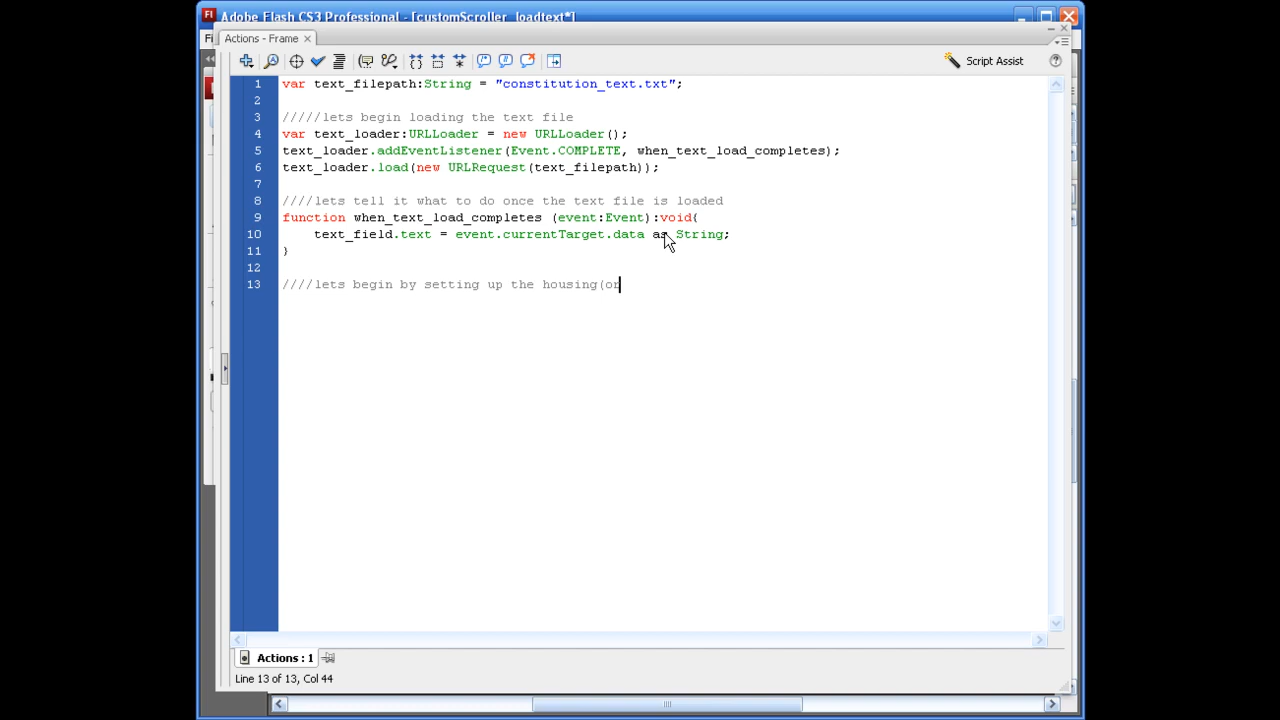 Adobe Flash CS3 Professional - [customScroller_loadtext*]
Fi
Actions - Frame
Script Assist
1 var text_filepath:String = "constitution_text.txt";
2
3 /////lets begin loading the text file
4 var text_loader:URLLoader = new URLLoader();
5 text_loader.addEventListener(Event.COMPLETE, when_text_load_completes);
6 text_loader.load(new URLRequest(text_filepath));
7
8 ////lets tell it what to do once the text file is loaded
9 function when_text_load_completes (event:Event):void{
10 text_field.text = event.currentTarget.data as String;
11 }
12
13 ////lets begin by setting up the housing(or
Actions : 1
Line 13 of 13, Col 44